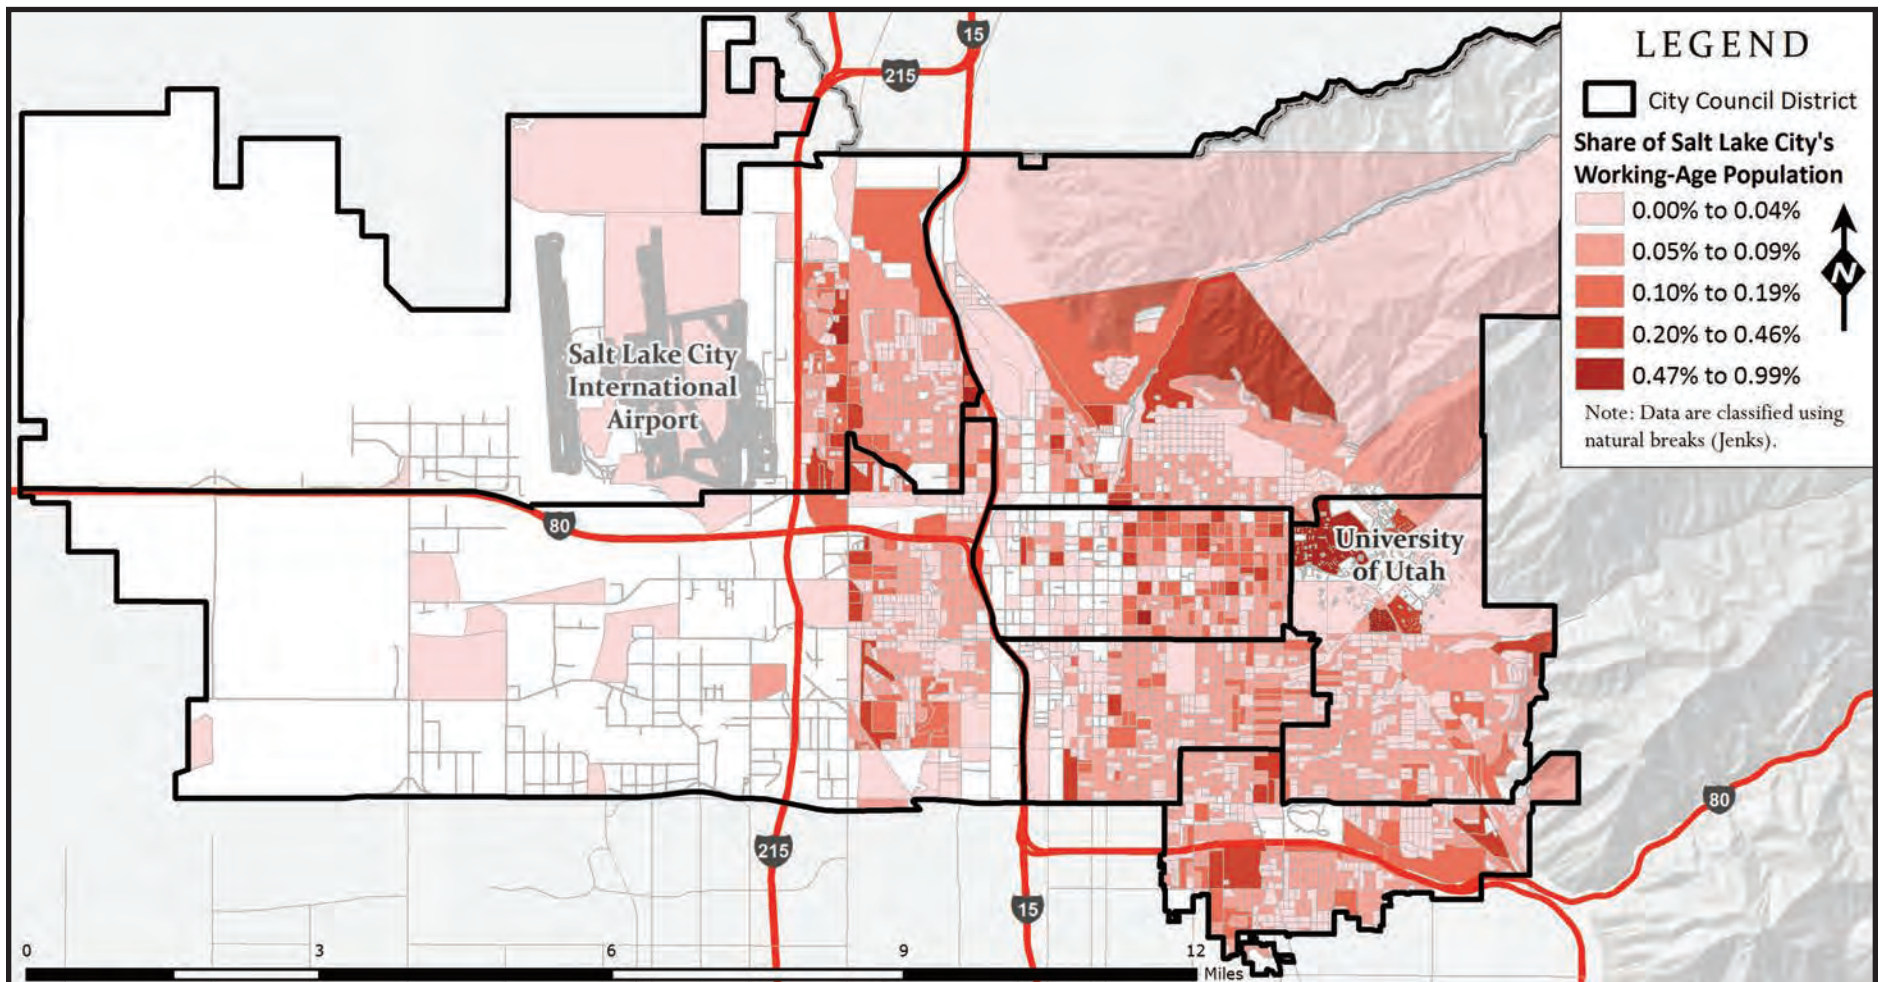 LEGEND
City Council District
Share of Salt Lake City's
Working-Age Population
0.00% to 0.04%
0.05% to 0.09%
0.10% to 0.19%
0.20% to 0.46%
0.47% to 0.99%
Note: Data are classified using
natural breaks (Jenks).
N
15
215
Salt Lake City
International
Airport
80
University
of Utah
80
215
15
0 3 6 9 12
Miles